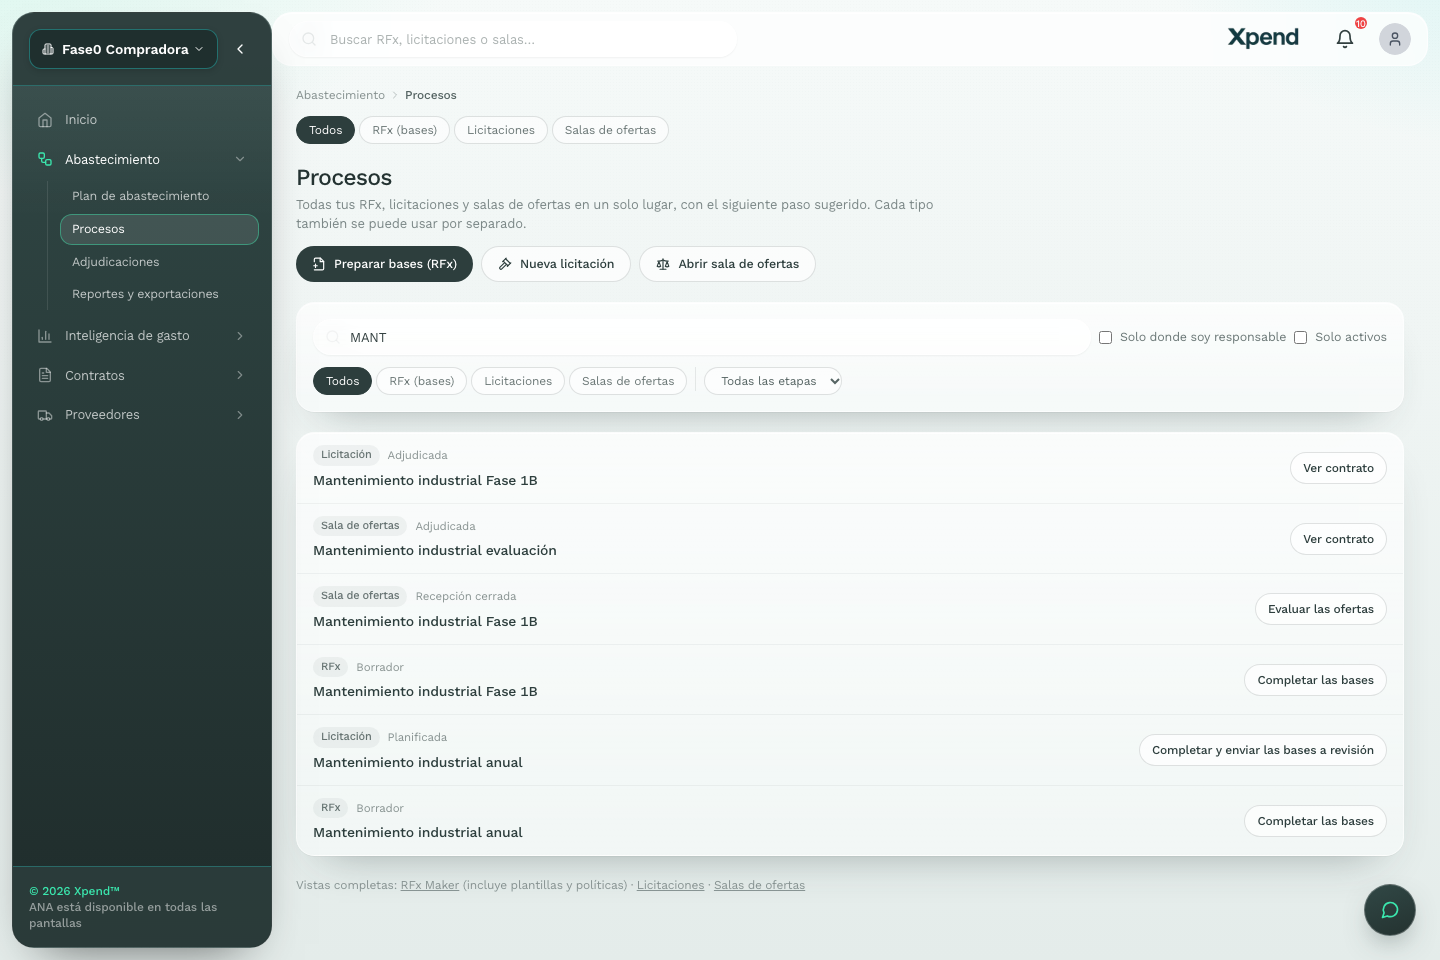 Fase0 Compradora
Buscar RFx, licitaciones o salas...
Xpend
10
Inicio
Abastecimiento
Plan de abastecimiento
Procesos
Adjudicaciones
Reportes y exportaciones
Inteligencia de gasto
Contratos
Proveedores
© 2026 Xpend™
ANA está disponible en todas las
pantallas
Abastecimiento Procesos
Todos RFx (bases) Licitaciones Salas de ofertas
Procesos
Todas tus RFx, licitaciones y salas de ofertas en un solo lugar, con el siguiente paso sugerido. Cada tipo
también se puede usar por separado.
Preparar bases (RFx) Nueva licitación Abrir sala de ofertas
MANT Solo donde soy responsable Solo activos
Todos RFx (bases) Licitaciones Salas de ofertas Todas las etapas
Licitación Adjudicada
Mantenimiento industrial Fase 1B
Ver contrato
Sala de ofertas Adjudicada
Mantenimiento industrial evaluación
Ver contrato
Sala de ofertas Recepción cerrada
Mantenimiento industrial Fase 1B
Evaluar las ofertas
RFx Borrador
Mantenimiento industrial Fase 1B
Completar las bases
Licitación Planificada
Mantenimiento industrial anual
Completar y enviar las bases a revisión
RFx Borrador
Mantenimiento industrial anual
Completar las bases
Vistas completas: RFx Maker (incluye plantillas y políticas) · Licitaciones · Salas de ofertas